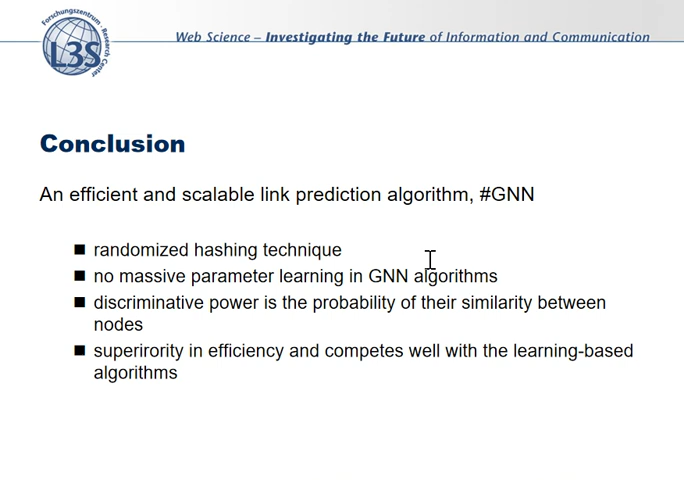 Forschungszentrum · Research Center
L3S
Web Science – Investigating the Future of Information and Communication
Conclusion
An efficient and scalable link prediction algorithm, #GNN
■ randomized hashing technique
■ no massive parameter learning in GNN algorithms
■ discriminative power is the probability of their similarity between
nodes
■ superirority in efficiency and competes well with the learning-based
algorithms